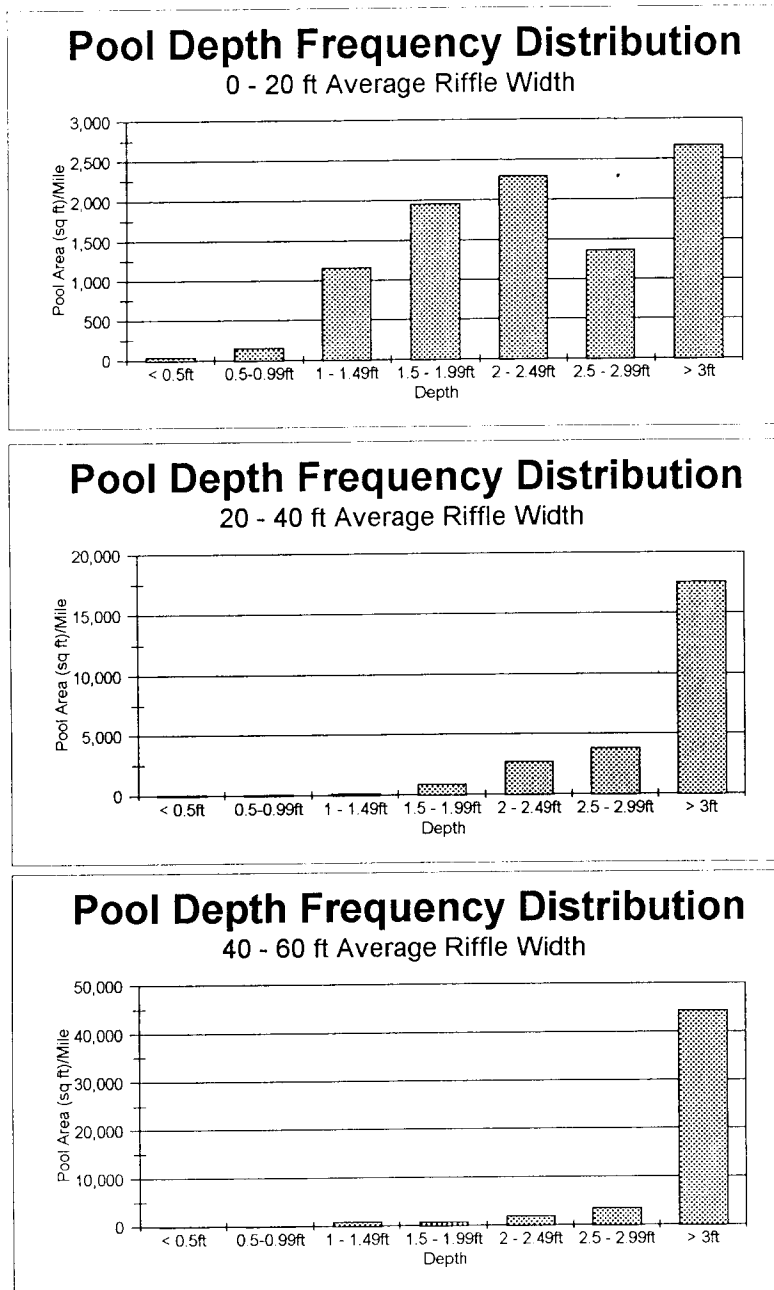 Pool Depth Frequency Distribution
0 - 20 ft Average Riffle Width
Pool Area (sq ft)/Mile
3,000
2,500
2,000
1,500
1,000
500
0
< 0.5ft 0.5-0.99ft 1 - 1.49ft 1.5 - 1.99ft 2 - 2.49ft 2.5 - 2.99ft > 3ft
Depth
Pool Depth Frequency Distribution
20 - 40 ft Average Riffle Width
Pool Area (sq ft)/Mile
20,000
15,000
10,000
5,000
0
< 0.5ft 0.5-0.99ft 1 - 1.49ft 1.5 - 1.99ft 2 - 2.49ft 2.5 - 2.99ft > 3ft
Depth
Pool Depth Frequency Distribution
40 - 60 ft Average Riffle Width
Pool Area (sq ft)/Mile
50,000
40,000
30,000
20,000
10,000
0
< 0.5ft 0.5-0.99ft 1 - 1.49ft 1.5 - 1.99ft 2 - 2.49ft 2.5 - 2.99ft > 3ft
Depth